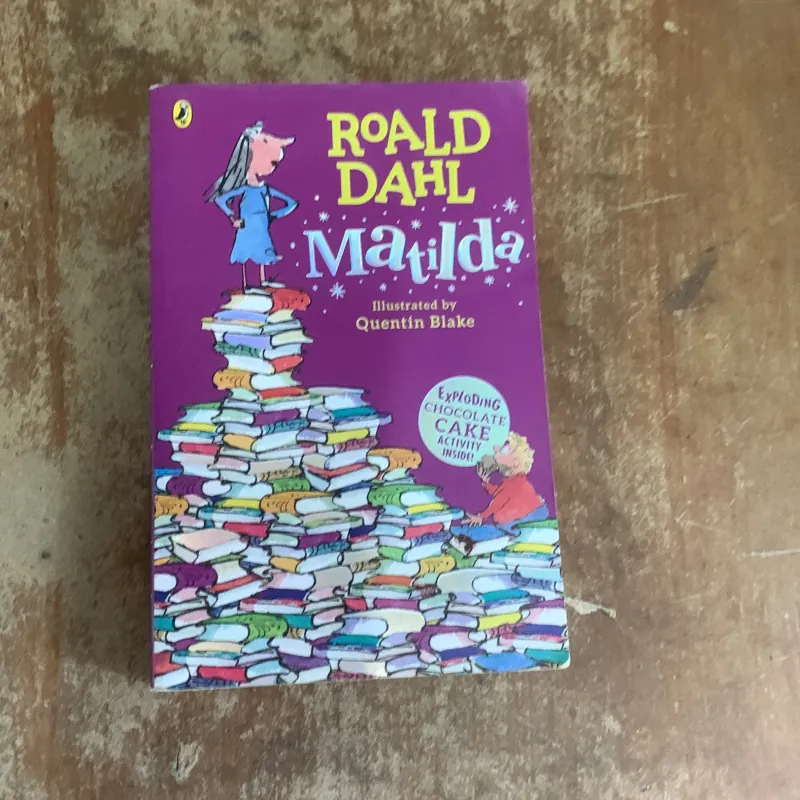 ROALD
DAHL
Matilda
Illustrated by
Quentin Blake
EXPLODING
CHOCOLATE
CAKE
ACTIVITY
INSIDE!